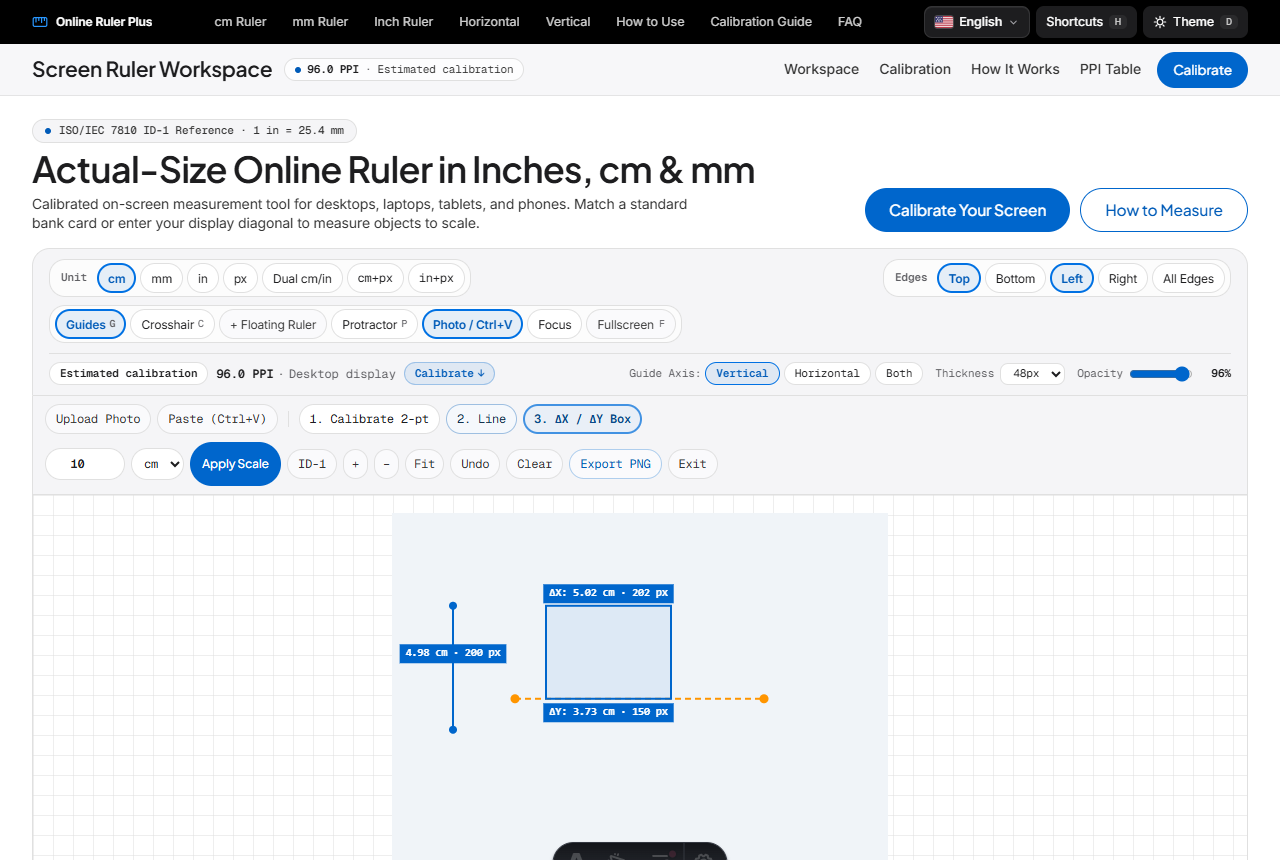 Online Ruler Plus cm Ruler mm Ruler Inch Ruler Horizontal Vertical How to Use Calibration Guide FAQ English Shortcuts H Theme D
Screen Ruler Workspace 96.0 PPI · Estimated calibration Workspace Calibration How It Works PPI Table Calibrate
ISO/IEC 7810 ID-1 Reference · 1 in = 25.4 mm
Actual-Size Online Ruler in Inches, cm & mm
Calibrated on-screen measurement tool for desktops, laptops, tablets, and phones. Match a standard
bank card or enter your display diagonal to measure objects to scale.
Calibrate Your Screen How to Measure
Unit cm mm in px Dual cm/in cm+px in+px Edges Top Bottom Left Right All Edges
Guides G Crosshair C + Floating Ruler Protractor P Photo / Ctrl+V Focus Fullscreen F
Estimated calibration 96.0 PPI · Desktop display Calibrate ↓ Guide Axis: Vertical Horizontal Both Thickness 48px Opacity 96%
Upload Photo Paste (Ctrl+V) 1. Calibrate 2-pt 2. Line 3. ΔX / ΔY Box
10 cm Apply Scale ID-1 + − Fit Undo Clear Export PNG Exit
ΔX: 5.02 cm · 202 px
4.98 cm · 200 px
ΔY: 3.73 cm · 150 px